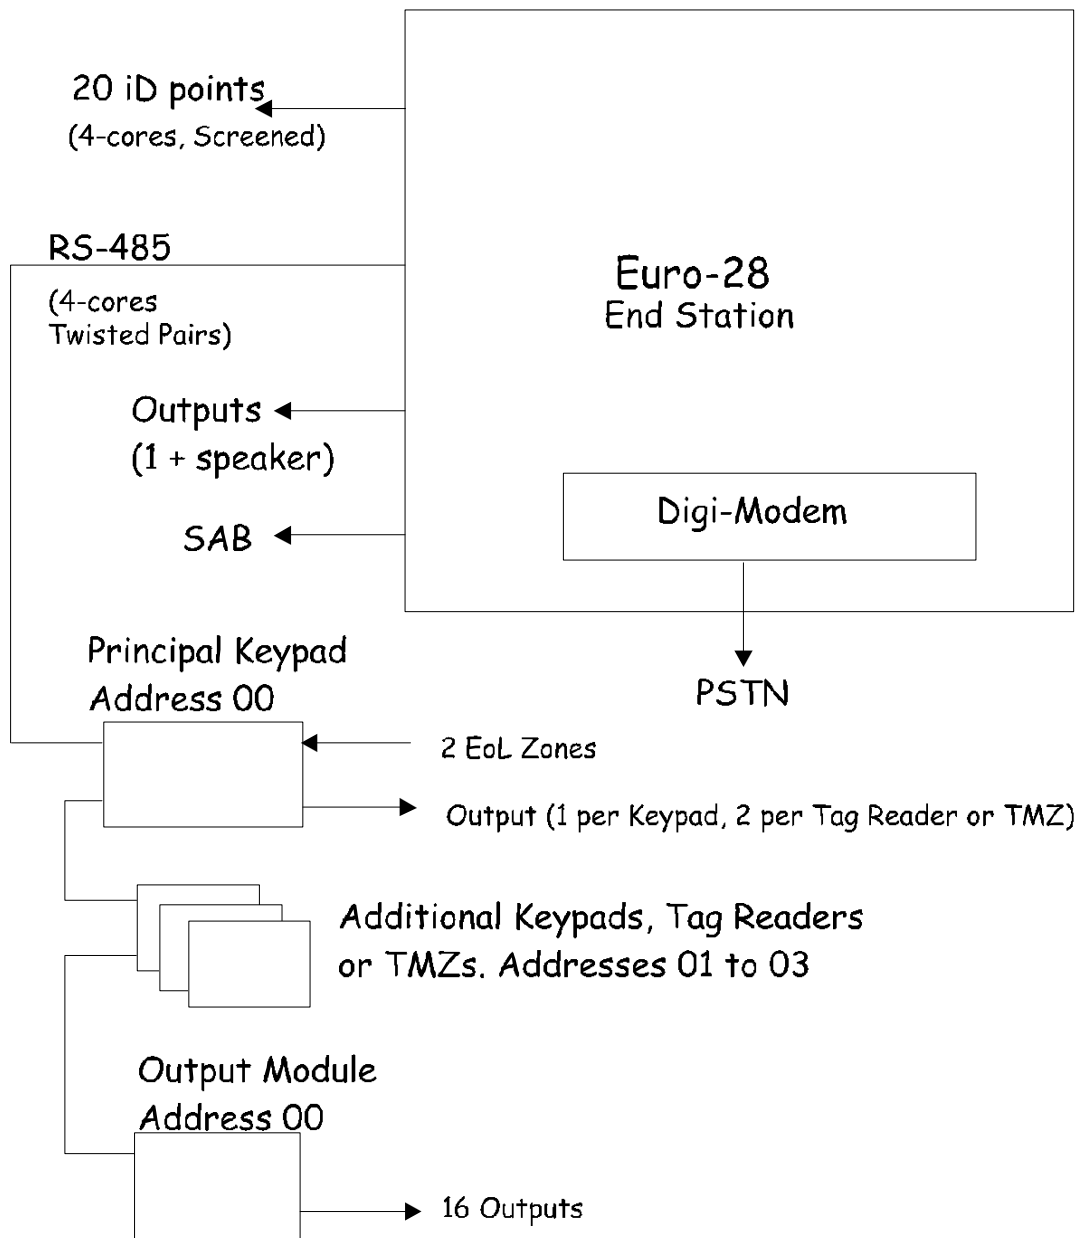 20 iD points
(4-cores, Screened)
RS-485
(4-cores
Twisted Pairs)
Euro-28
End Station
Outputs
(1 + speaker)
SAB
Digi-Modem
PSTN
Principal Keypad
Address 00
2 EoL Zones
Output (1 per Keypad, 2 per Tag Reader or TMZ)
Additional Keypads, Tag Readers
or TMZs. Addresses 01 to 03
Output Module
Address 00
16 Outputs